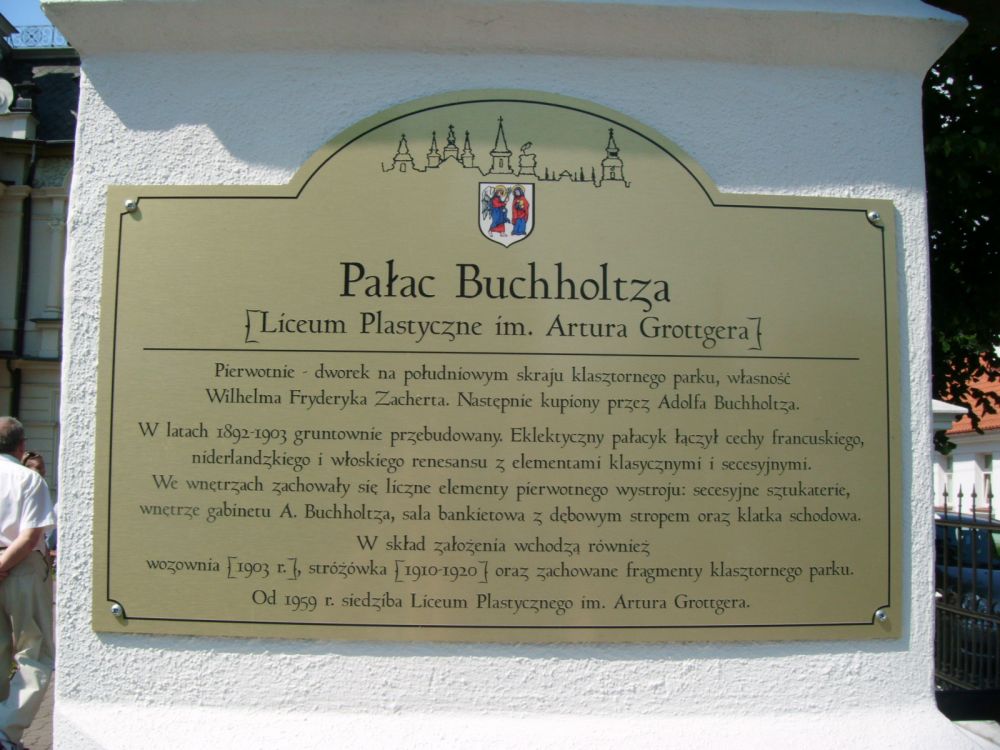 Pałac Buchholtza
[Liceum Plastyczne im. Artura Grottgera]
Pierwotnie - dworek na południowym skraju klasztornego parku, własność
Wilhelma Fryderyka Zacherta. Następnie kupiony przez Adolfa Buchholtza.
W latach 1892-1903 gruntownie przebudowany. Eklektyczny pałacyk łączył cechy francuskiego,
niderlandzkiego i włoskiego renesansu z elementami klasycznymi i secesyjnymi.
We wnętrzach zachowały się liczne elementy pierwotnego wystroju: secesyjne sztukaterie,
wnętrze gabinetu A. Buchholtza, sala bankietowa z dębowym stropem oraz klatka schodowa.
W skład założenia wchodzą również
wozownia [1903 r.], stróżówka [1910-1920] oraz zachowane fragmenty klasztornego parku.
Od 1959 r. siedziba Liceum Plastycznego im. Artura Grottgera.